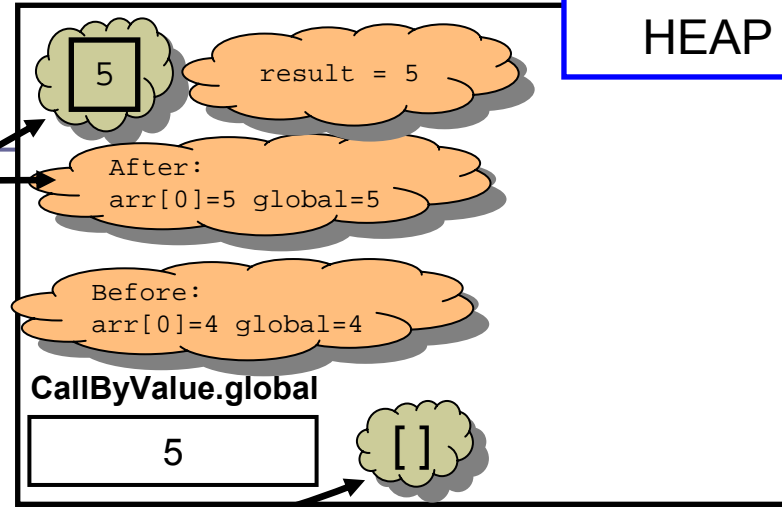 HEAP
5
result = 5
After:
arr[0]=5 global=5
Before:
arr[0]=4 global=4
CallByValue.global
5
[]